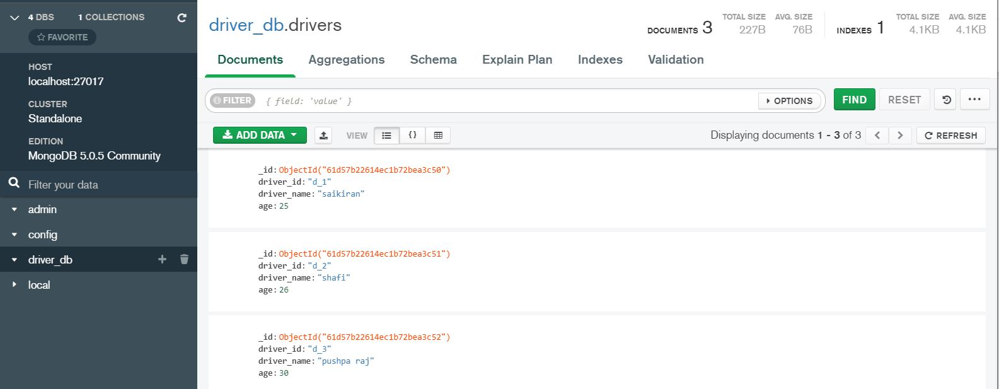 4 DBS 1 COLLECTIONS
☆ FAVORITE
HOST
localhost:27017
CLUSTER
Standalone
EDITION
MongoDB 5.0.5 Community
Filter your data
admin
config
driver_db
local
driver_db.drivers
DOCUMENTS 3 TOTAL SIZE 227B AVG. SIZE 76B INDEXES 1 TOTAL SIZE 4.1KB AVG. SIZE 4.1KB
Documents Aggregations Schema Explain Plan Indexes Validation
FILTER { field: 'value' } OPTIONS FIND RESET ...
ADD DATA VIEW {} Displaying documents 1 - 3 of 3 < > REFRESH
_id: ObjectId("61d57b22614ec1b72bea3c50")
driver_id: "d_1"
driver_name: "saikiran"
age: 25
_id: ObjectId("61d57b22614ec1b72bea3c51")
driver_id: "d_2"
driver_name: "shafi"
age: 26
_id: ObjectId("61d57b22614ec1b72bea3c52")
driver_id: "d_3"
driver_name: "pushpa raj"
age: 30